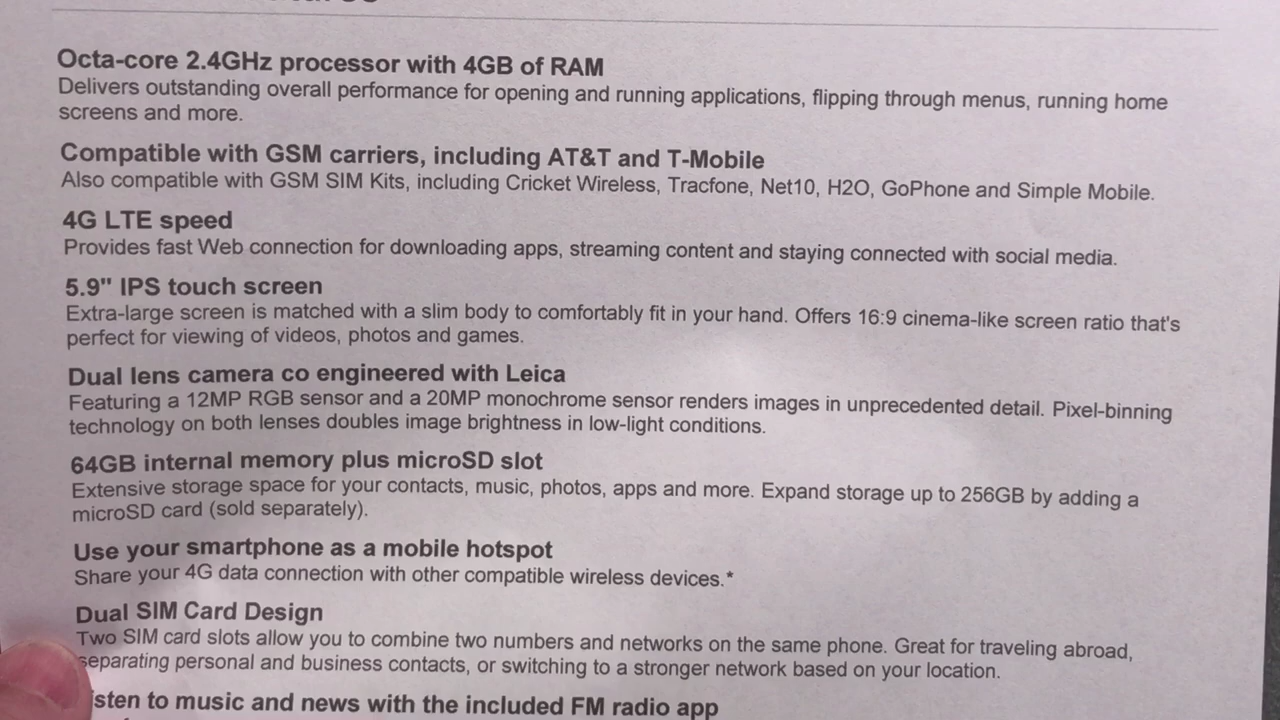 Octa-core 2.4GHz processor with 4GB of RAM
Delivers outstanding overall performance for opening and running applications, flipping through menus, running home
screens and more.
Compatible with GSM carriers, including AT&T and T-Mobile
Also compatible with GSM SIM Kits, including Cricket Wireless, Tracfone, Net10, H2O, GoPhone and Simple Mobile.
4G LTE speed
Provides fast Web connection for downloading apps, streaming content and staying connected with social media.
5.9" IPS touch screen
Extra-large screen is matched with a slim body to comfortably fit in your hand. Offers 16:9 cinema-like screen ratio that's
perfect for viewing of videos, photos and games.
Dual lens camera co engineered with Leica
Featuring a 12MP RGB sensor and a 20MP monochrome sensor renders images in unprecedented detail. Pixel-binning
technology on both lenses doubles image brightness in low-light conditions.
64GB internal memory plus microSD slot
Extensive storage space for your contacts, music, photos, apps and more. Expand storage up to 256GB by adding a
microSD card (sold separately).
Use your smartphone as a mobile hotspot
Share your 4G data connection with other compatible wireless devices.*
Dual SIM Card Design
Two SIM card slots allow you to combine two numbers and networks on the same phone. Great for traveling abroad,
separating personal and business contacts, or switching to a stronger network based on your location.
isten to music and news with the included FM radio app